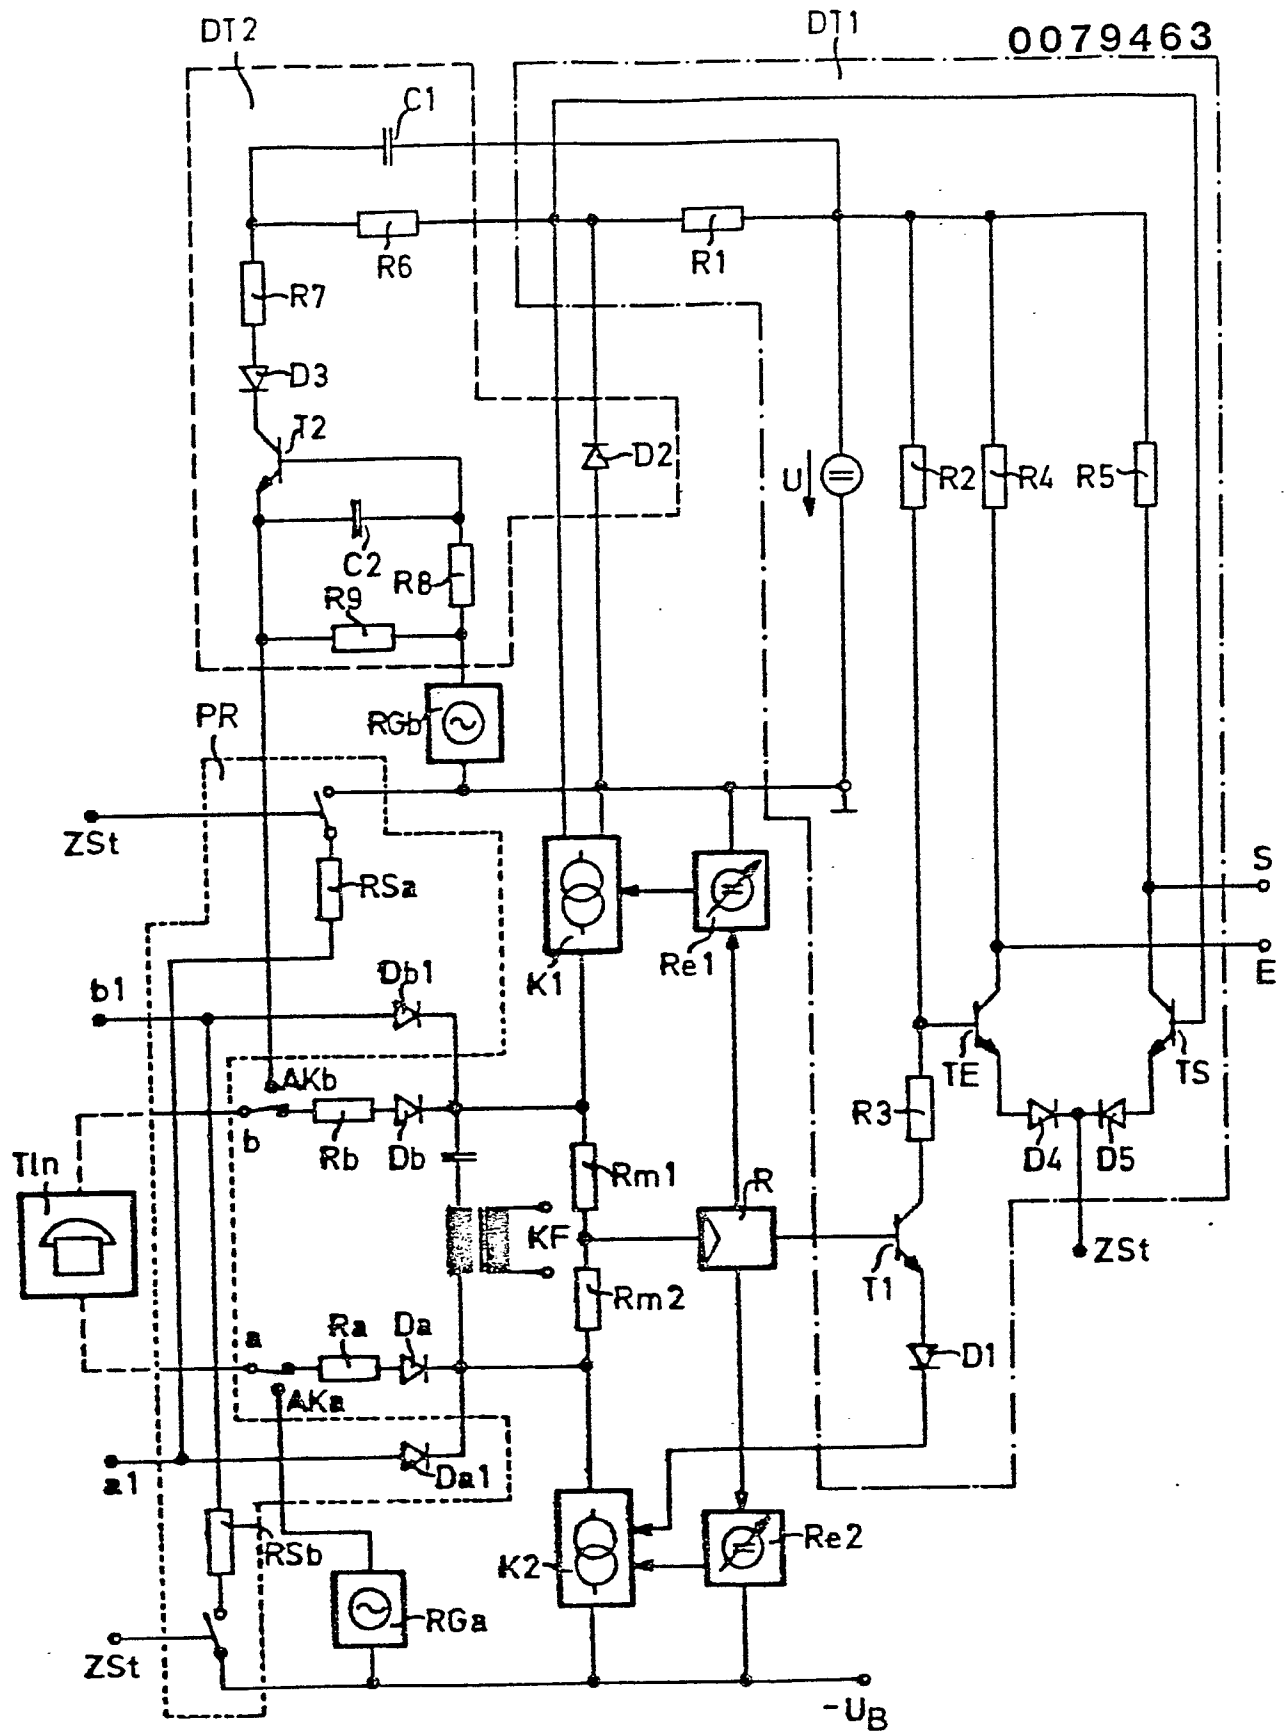 DT2
DT1
0079463
C1
R6
R1
R7
D3
T2
D2
U
R2
R4
R5
C2
R8
R9
RGb
PR
ZSt
RSa
S
K1
Re1
E
b1
Db1
AKb
TE
TS
b
Rb
Db
R3
D4
D5
Tln
Rm1
R
KF
ZSt
T1
Rm2
a
Ra
Da
D1
AKa
a1
Da1
RSb
K2
Re2
RGa
ZSt
-UB